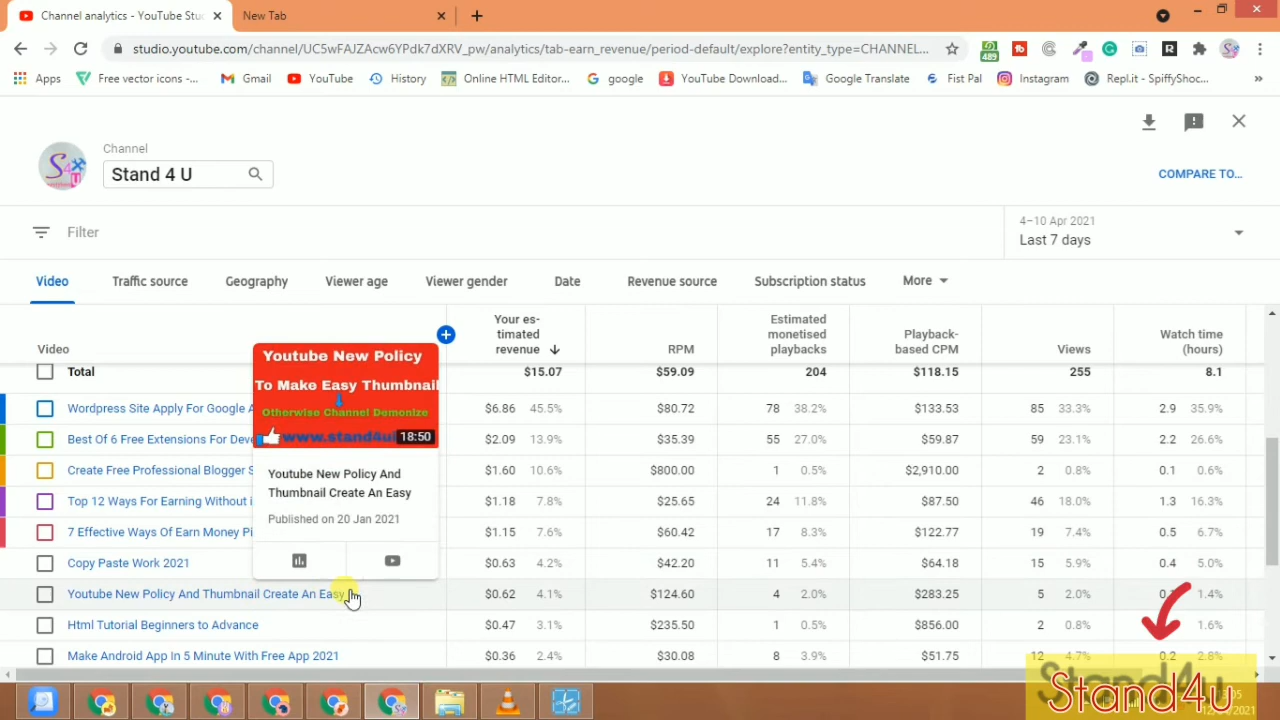 Channel analytics - YouTube Stu
New Tab
studio.youtube.com/channel/UC5wFAJZAcw6YPdk7dXRV_pw/analytics/tab-earn_revenue/period-default/explore?entity_type=CHANNEL...
489
Apps
Free vector icons -...
Gmail
YouTube
History
Online HTML Editor...
google
YouTube Download...
Google Translate
Fist Pal
Instagram
Repl.it - SpiffyShoc...
Channel
Stand 4 U
COMPARE TO...
Filter
4–10 Apr 2021
Last 7 days
Video Traffic source Geography Viewer age Viewer gender Date Revenue source Subscription status More
Video
Your es-
timated
revenue
RPM
Estimated
monetised
playbacks
Playback-
based CPM
Views
Watch time
(hours)
Total $15.07 $59.09 204 $118.15 255 8.1
Wordpress Site Apply For Google $6.86 45.5% $80.72 78 38.2% $133.53 85 33.3% 2.9 35.9%
Best Of 6 Free Extensions For Deve $2.09 13.9% $35.39 55 27.0% $59.87 59 23.1% 2.2 26.6%
Create Free Professional Blogger S $1.60 10.6% $800.00 1 0.5% $2,910.00 2 0.8% 0.1 0.6%
Top 12 Ways For Earning Without i $1.18 7.8% $25.65 24 11.8% $87.50 46 18.0% 1.3 16.3%
7 Effective Ways Of Earn Money Pi $1.15 7.6% $60.42 17 8.3% $122.77 19 7.4% 0.5 6.7%
Copy Paste Work 2021 $0.63 4.2% $42.20 11 5.4% $64.18 15 5.9% 0.4 5.0%
Youtube New Policy And Thumbnail Create An Easy $0.62 4.1% $124.60 4 2.0% $283.25 5 2.0% 1.4%
Html Tutorial Beginners to Advance $0.47 3.1% $235.50 1 0.5% $856.00 2 0.8% 1.6%
Make Android App In 5 Minute With Free App 2021 $0.36 2.4% $30.08 8 3.9% $51.75 12 4.7% 0.2 2.8%
Youtube New Policy
To Make Easy Thumbnail
Otherwise Channel Demonize
www.stand4u
18:50
Youtube New Policy And
Thumbnail Create An Easy
Published on 20 Jan 2021
Stand4u